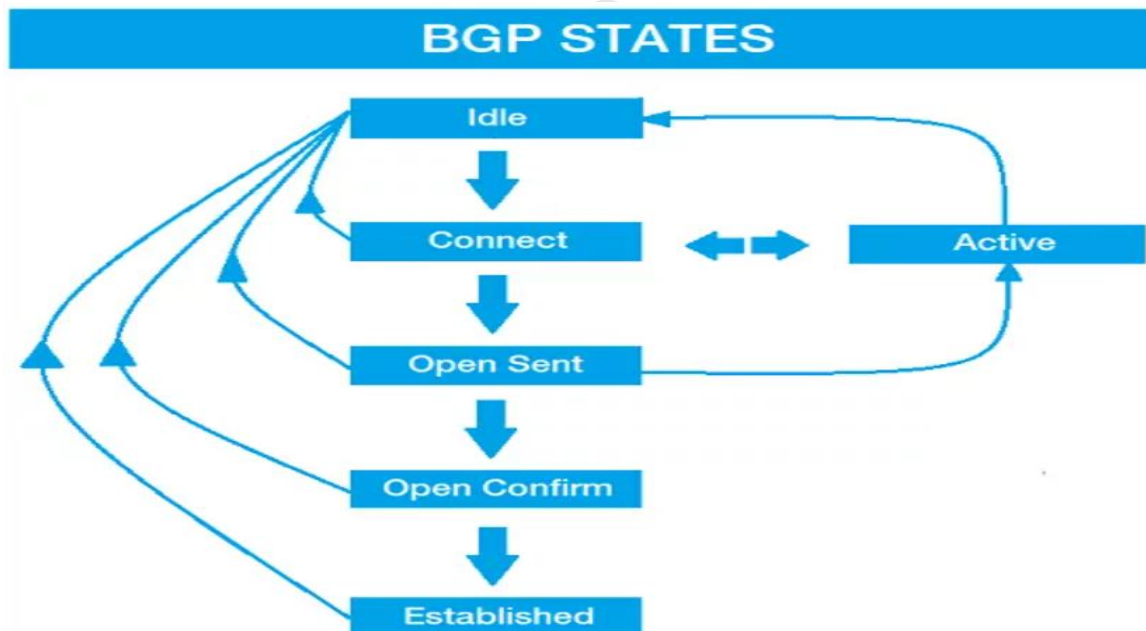 BGP STATES
Idle
Connect
Active
Open Sent
Open Confirm
Established